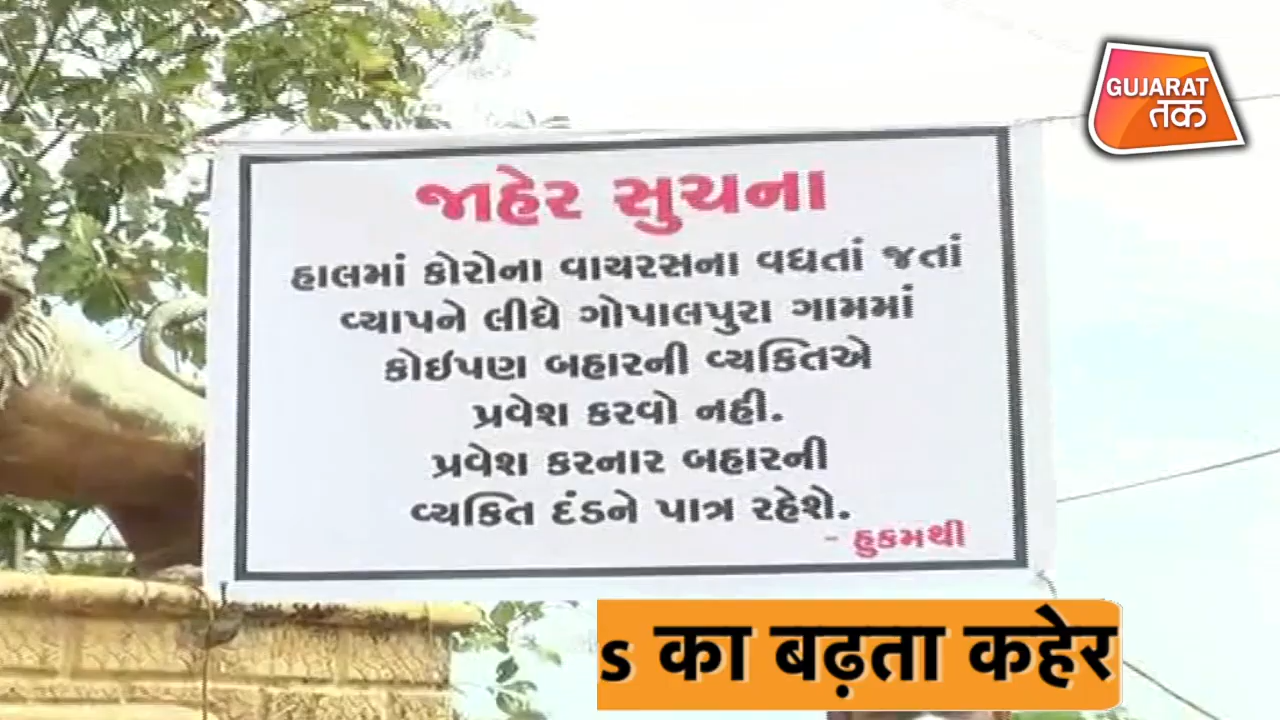 GUJARAT
तक
જાહેર સુચના
હાલમાં કોરોના વાયરસના વધતાં જતાં
વ્યાપને લીધે ગોપાલપુરા ગામમાં
કોઈપણ બહારની વ્યકિતએ
પ્રવેશ કરવો નહી.
પ્રવેશ કરનાર બહારની
વ્યકિત દંડને પાત્ર રહેશે.
- હુકમથી
s का बढ़ता कहेर